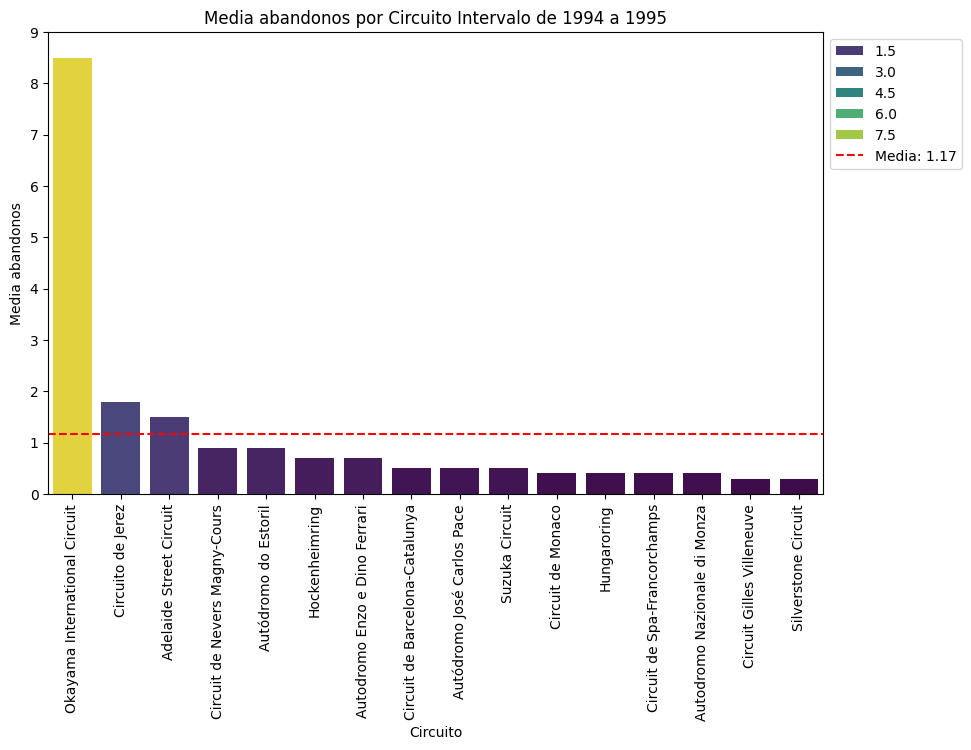 Media abandonos por Circuito Intervalo de 1994 a 1995
9
8
7
6
5
4
3
2
1
0
Media abandonos
1.5
3.0
4.5
6.0
7.5
Media: 1.17
Okayama International Circuit
Circuito de Jerez
Adelaide Street Circuit
Circuit de Nevers Magny-Cours
Autódromo do Estoril
Hockenheimring
Autodromo Enzo e Dino Ferrari
Circuit de Barcelona-Catalunya
Autódromo José Carlos Pace
Suzuka Circuit
Circuit de Monaco
Hungaroring
Circuit de Spa-Francorchamps
Autodromo Nazionale di Monza
Circuit Gilles Villeneuve
Silverstone Circuit
Circuito